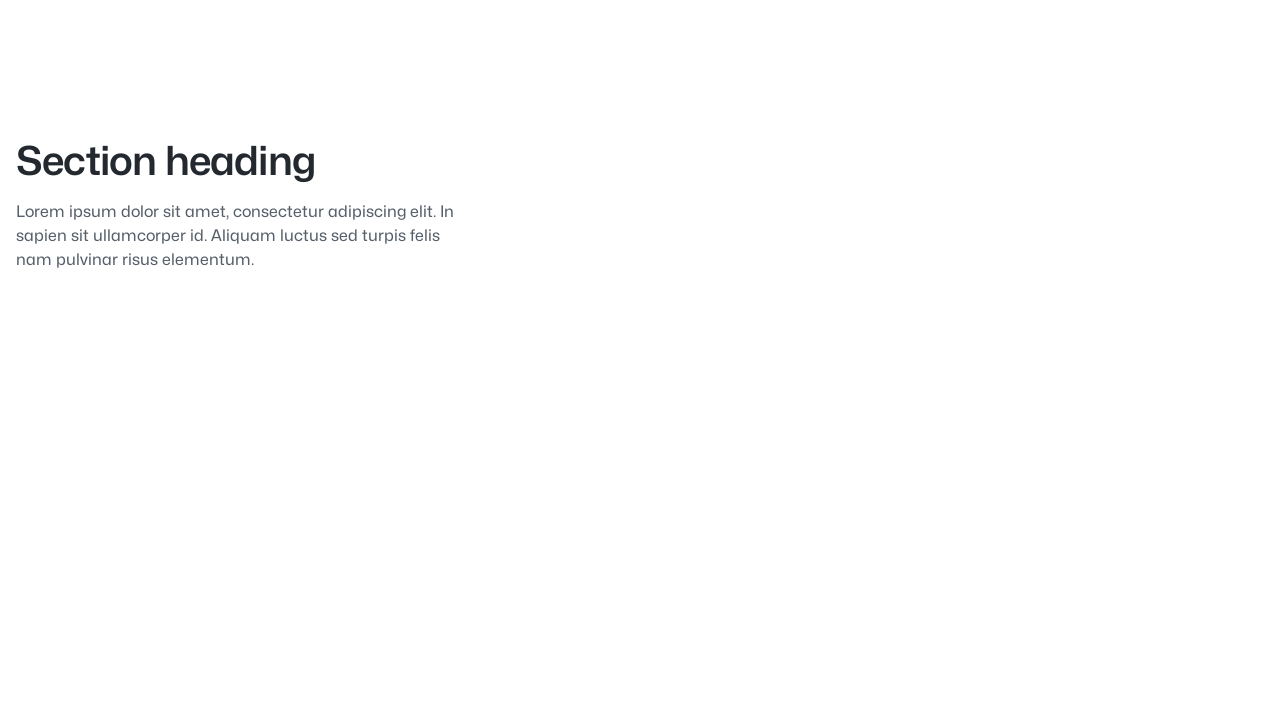 Section heading
Lorem ipsum dolor sit amet, consectetur adipiscing elit. In
sapien sit ullamcorper id. Aliquam luctus sed turpis felis
nam pulvinar risus elementum.